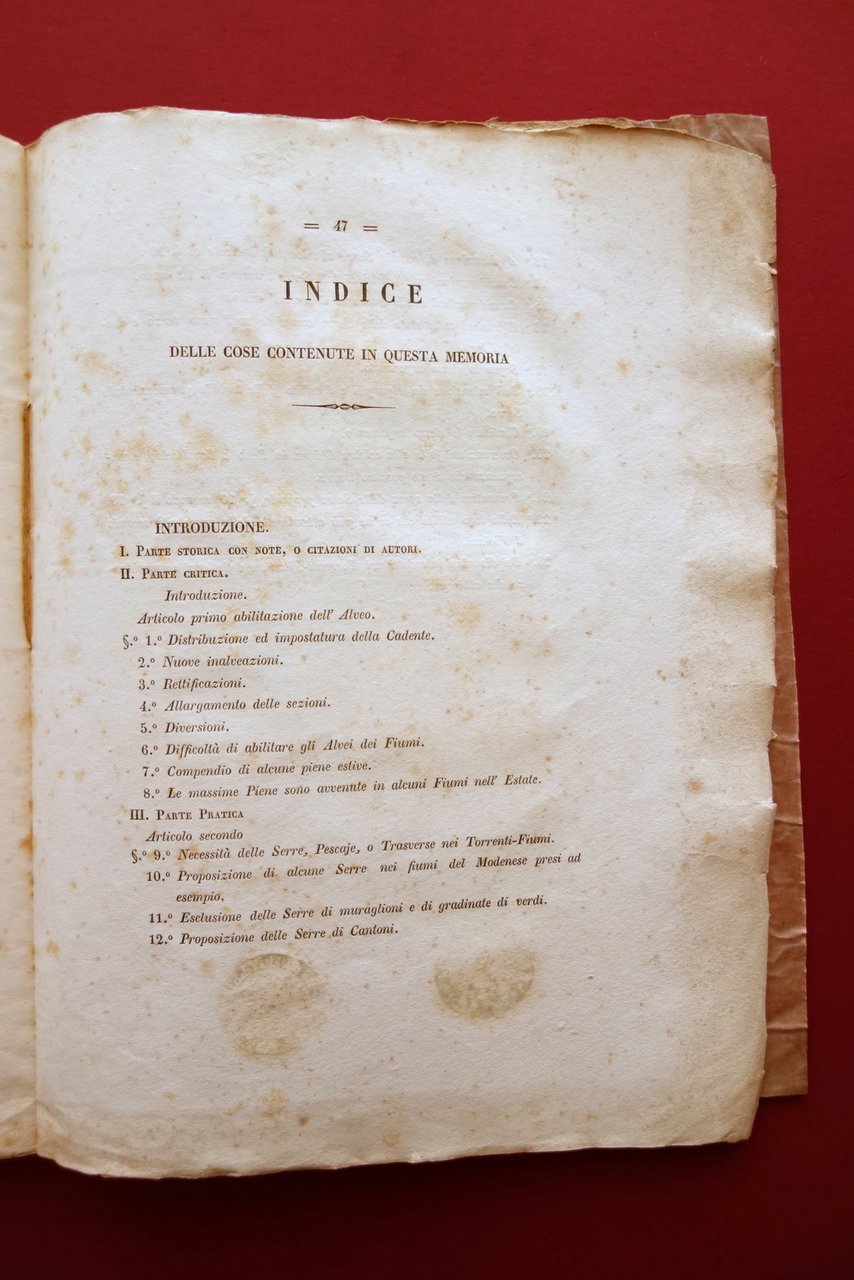 = 47 =
INDICE
DELLE COSE CONTENUTE IN QUESTA MEMORIA
INTRODUZIONE.
I. PARTE STORICA CON NOTE, O CITAZIONI DI AUTORI.
II. PARTE CRITICA.
Introduzione.
Articolo primo abilitazione dell' Alveo.
§.º 1.º Distribuzione ed impostatura della Cadente.
2.º Nuove inalveazioni.
3.º Rettificazioni.
4.º Allargamento delle sezioni.
5.º Diversioni.
6.º Difficoltà di abilitare gli Alvei dei Fiumi.
7.º Compendio di alcune piene estive.
8.º Le massime Piene sono avvenute in alcuni Fiumi nell' Estate.
III. PARTE PRATICA
Articolo secondo
§.º 9.º Necessità delle Serre, Pescaje, o Trasverse nei Torrenti-Fiumi.
10.º Proposizione di alcune Serre nei fiumi del Modenese presi ad
esempio.
11.º Esclusione delle Serre di muraglioni e di gradinate di verdi.
12.º Proposizione delle Serre di Cantoni.